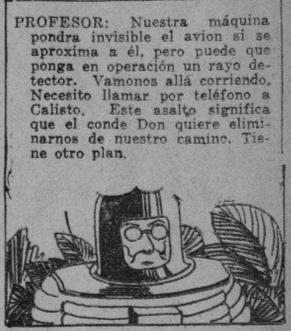 PROFESOR: Nuestra máquina
pondra invisible el avion si se
aproxima a él, pero puede que
ponga en operación un rayo de-
tector. Vamonos allá corriendo.
Necesito llamar por teléfono a
Calisto. Este asalto significa
que el conde Don quiere elimi-
narnos de nuestro camino. Tie-
ne otro plan.